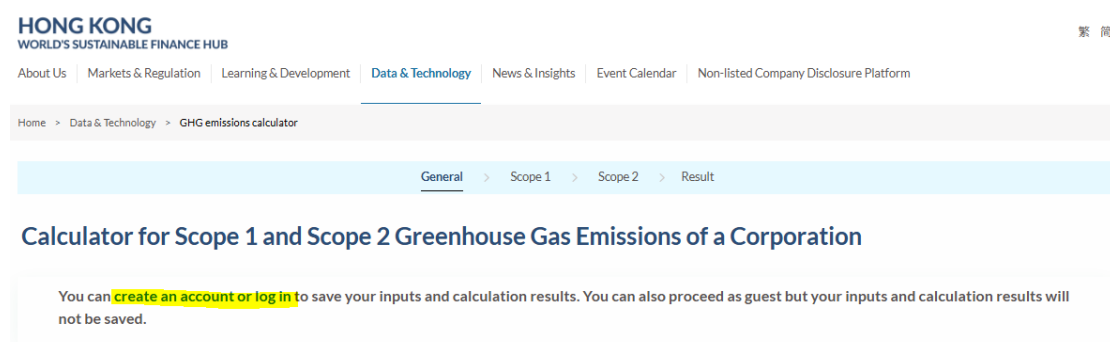 HONG KONG
WORLD'S SUSTAINABLE FINANCE HUB
繁 简
About Us Markets & Regulation Learning & Development Data & Technology News & Insights Event Calendar Non-listed Company Disclosure Platform
Home > Data & Technology > GHG emissions calculator
General > Scope 1 > Scope 2 > Result
Calculator for Scope 1 and Scope 2 Greenhouse Gas Emissions of a Corporation
You can create an account or log in to save your inputs and calculation results. You can also proceed as guest but your inputs and calculation results will
not be saved.